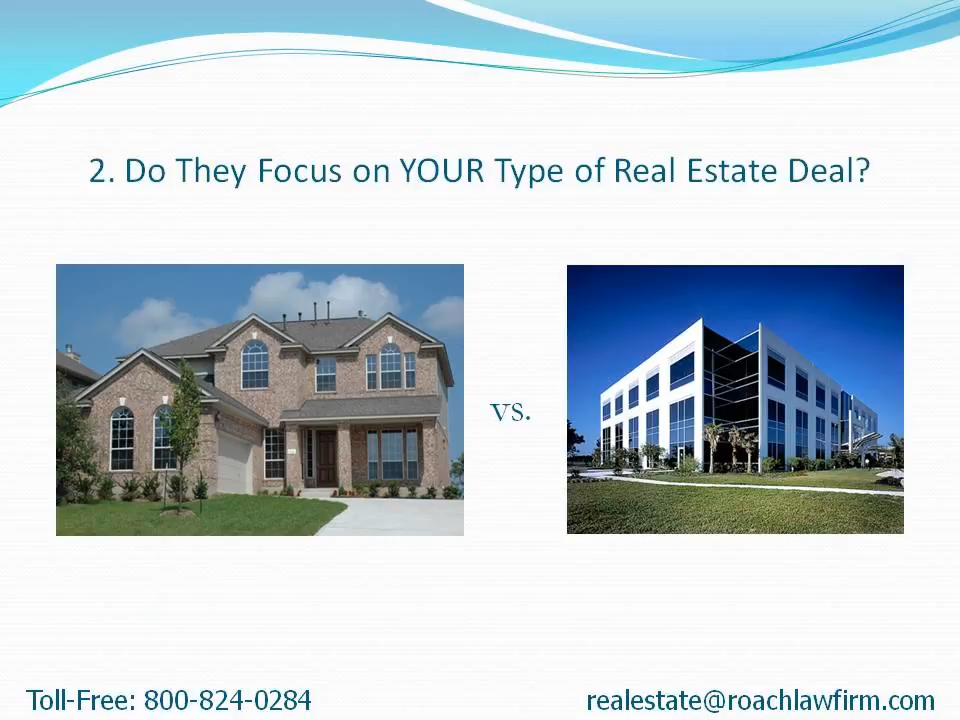 2. Do They Focus on YOUR Type of Real Estate Deal?
vs.
Toll-Free: 800-824-0284
realestate@roachlawfirm.com